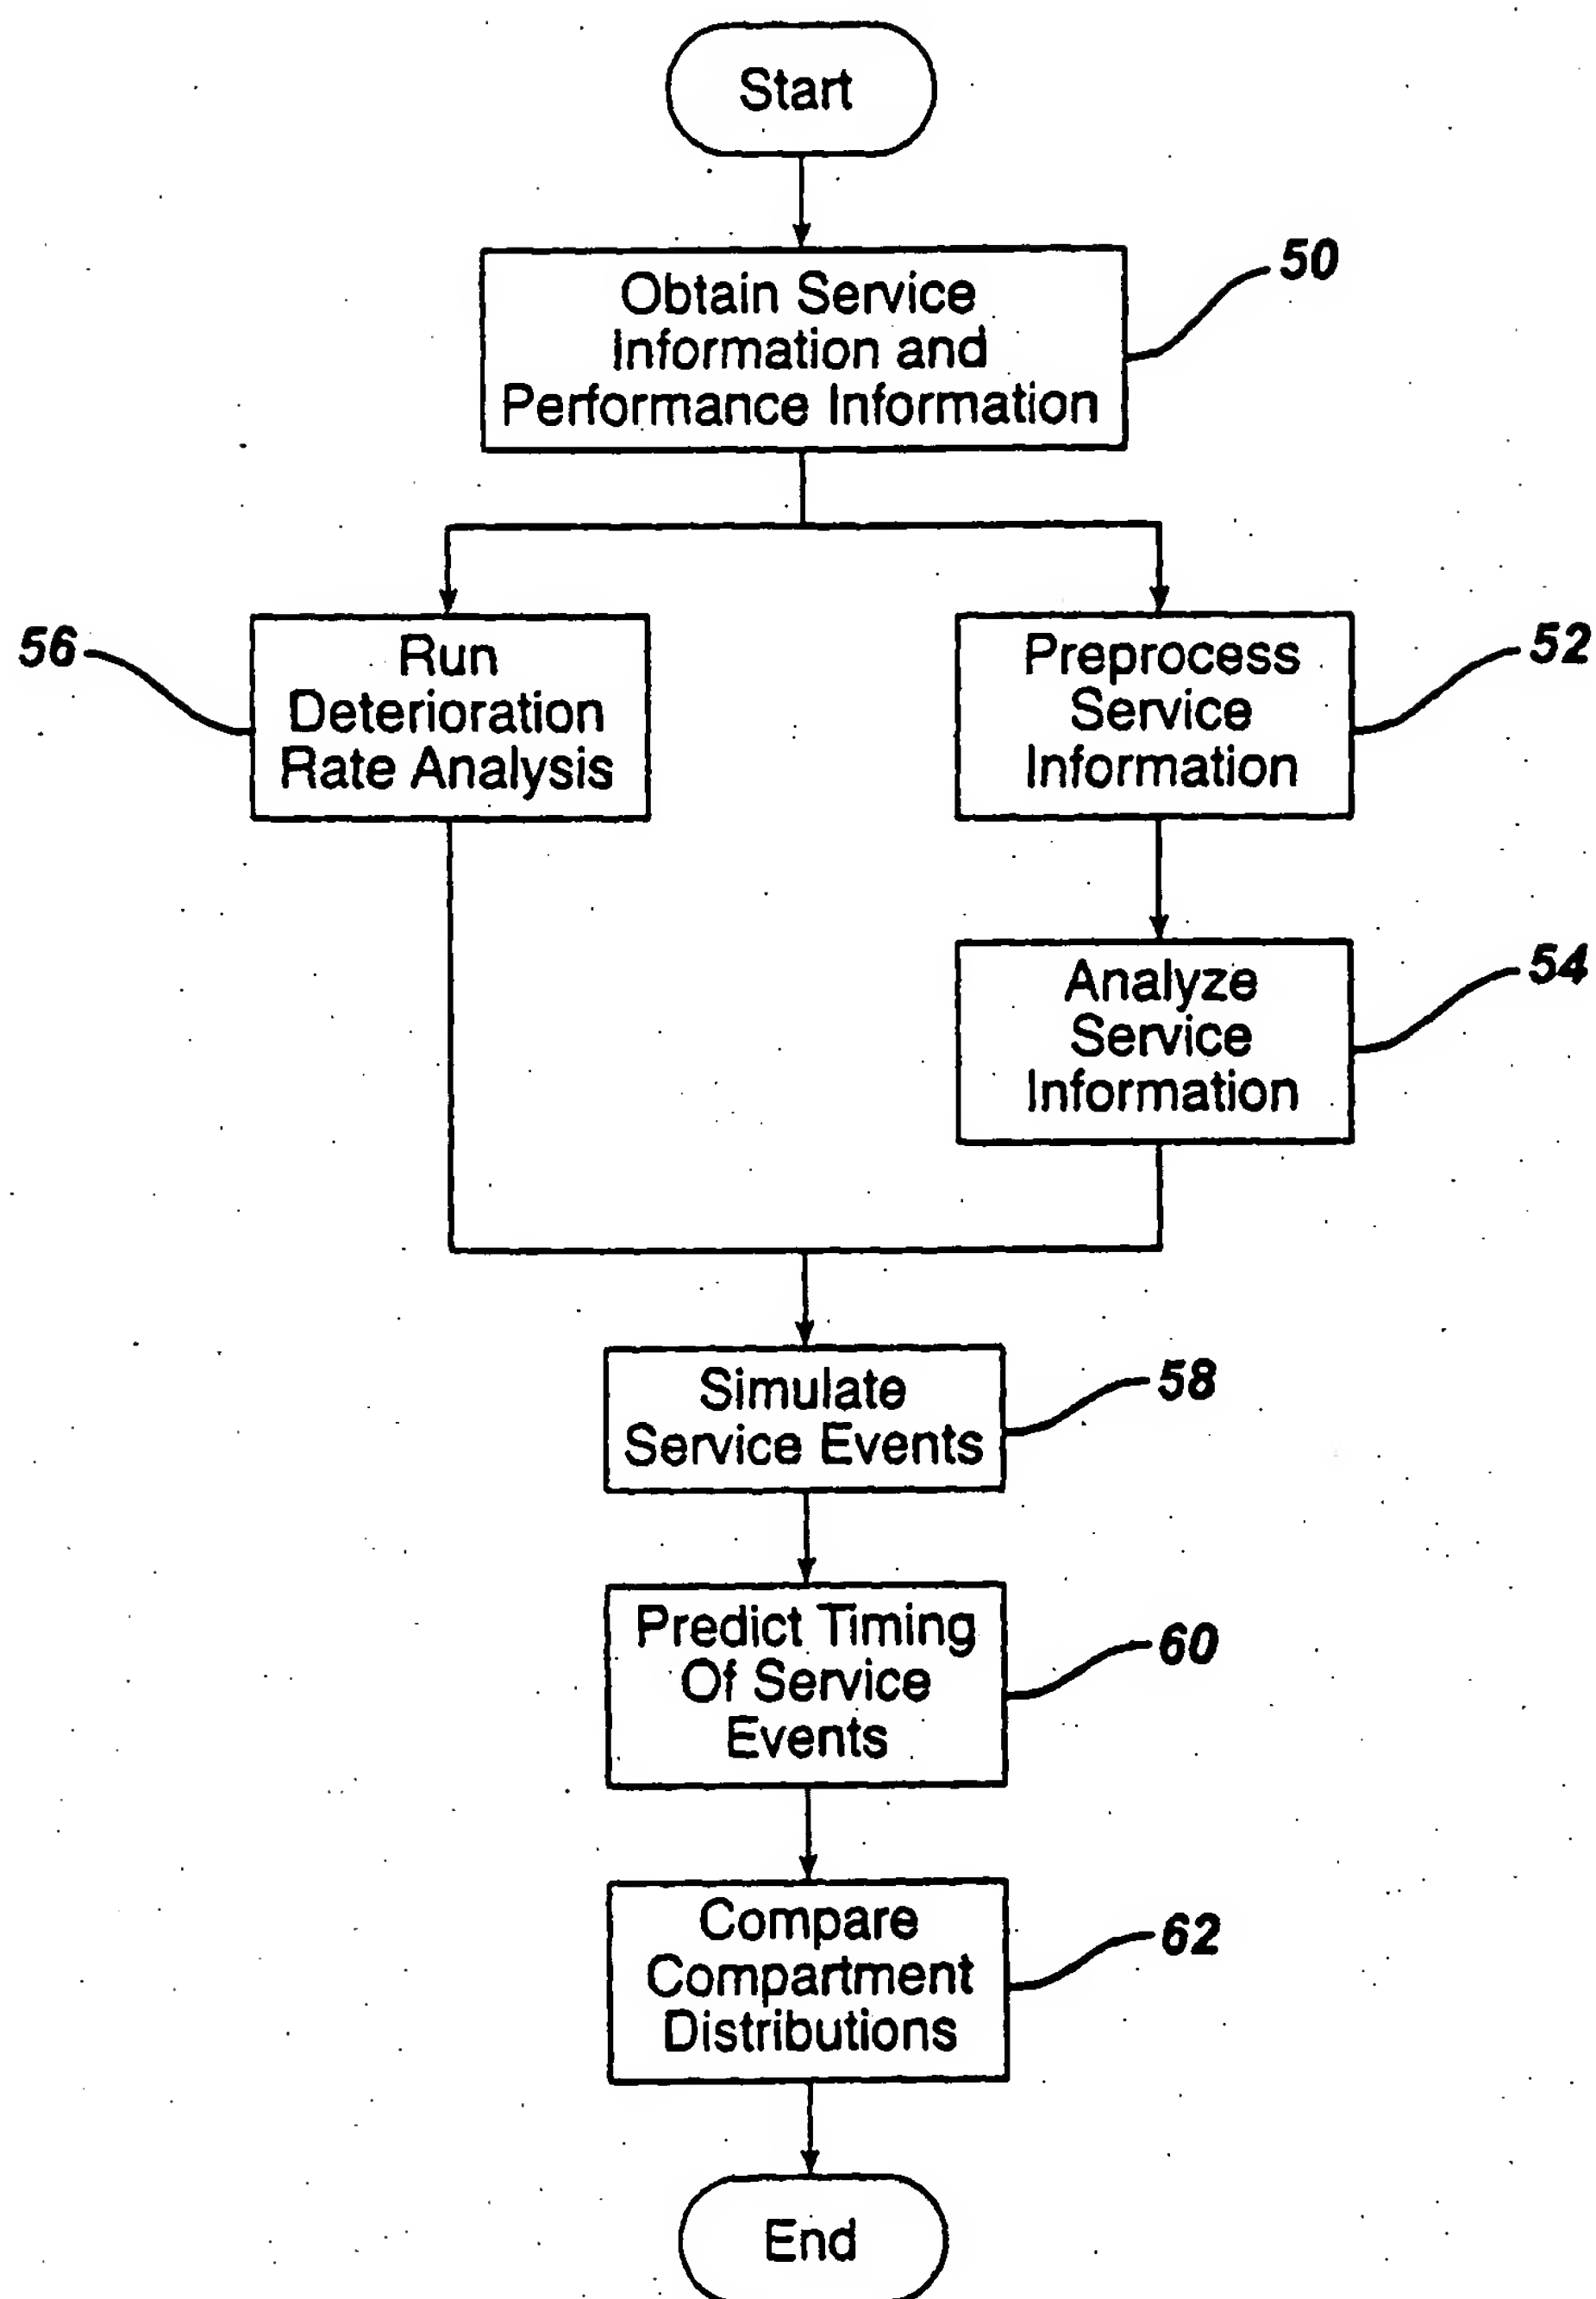 Start
Obtain Service
Information and
Performance Information
50
56
Run
Deterioration
Rate Analysis
Preprocess
Service
Information
52
Analyze
Service
Information
54
Simulate
Service Events
58
Predict Timing
Of Service
Events
60
Compare
Compartment
Distributions
62
End